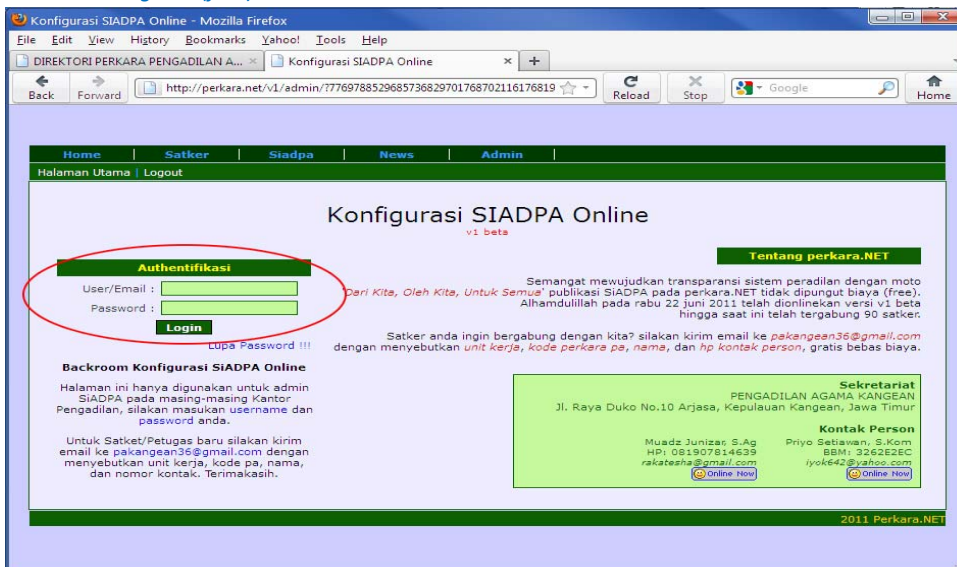 Konfigurasi SIADPA Online - Mozilla Firefox
File Edit View History Bookmarks Yahoo! Tools Help
DIREKTORI PERKARA PENGADILAN A... × Konfigurasi SIADPA Online × +
Back Forward http://perkara.net/v1/admin/?7769788529685736829701768702116176819 Reload Stop Google Home
Home | Satker | Siadpa | News | Admin |
Halaman Utama | Logout
Konfigurasi SIADPA Online
v1 beta
Authentifikasi
User/Email :
Password :
Login
Lupa Password !!!
Backroom Konfigurasi SiADPA Online
Halaman ini hanya digunakan untuk admin
SiADPA pada masing-masing Kantor
Pengadilan, silakan masukan username dan
password anda.
Untuk Satket/Petugas baru silakan kirim
email ke pakangean36@gmail.com dengan
menyebutkan unit kerja, kode pa, nama,
dan nomor kontak. Terimakasih.
Tentang perkara.NET
Semangat mewujudkan transparansi sistem peradilan dengan moto
'Dari Kita, Oleh Kita, Untuk Semua' publikasi SiADPA pada perkara.NET tidak dipungut biaya (free).
Alhamdulillah pada rabu 22 juni 2011 telah dionlinekan versi v1 beta
hingga saat ini telah tergabung 90 satker.
Satker anda ingin bergabung dengan kita? silakan kirim email ke pakangean36@gmail.com
dengan menyebutkan unit kerja, kode perkara pa, nama, dan hp kontak person, gratis bebas biaya.
Sekretariat
PENGADILAN AGAMA KANGEAN
Jl. Raya Duko No.10 Arjasa, Kepulauan Kangean, Jawa Timur
Kontak Person
Muadz Junizar, S.Ag Priyo Setiawan, S.Kom
HP: 081907814639 BBM: 3262E2EC
rakatesha@gmail.com iyok642@yahoo.com
Online Now Online Now
2011 Perkara.NET